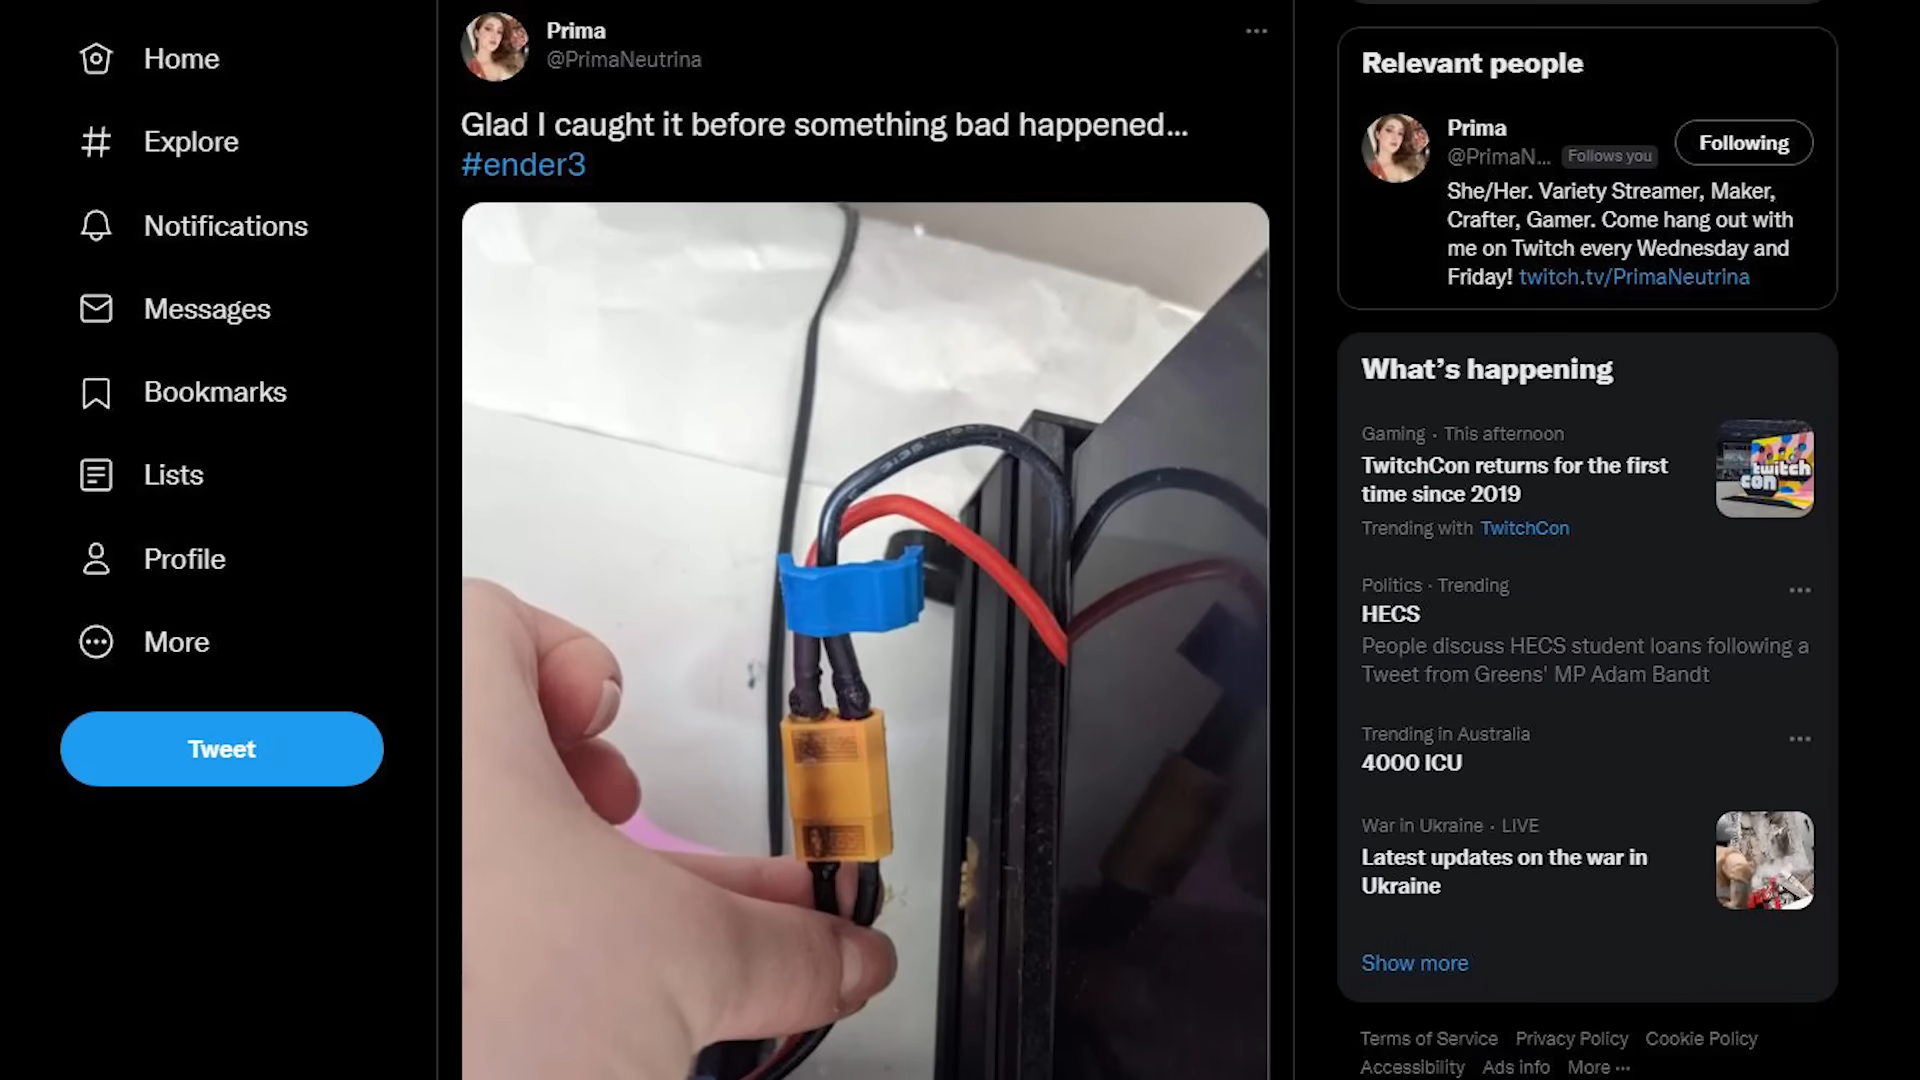 Home
Explore
Notifications
Messages
Bookmarks
Lists
Profile
More
Tweet
Prima
@PrimaNeutrina
Glad I caught it before something bad happened...
#ender3
Relevant people
Prima
@PrimaN... Follows you
Following
She/Her. Variety Streamer, Maker,
Crafter, Gamer. Come hang out with
me on Twitch every Wednesday and
Friday! twitch.tv/PrimaNeutrina
What's happening
Gaming · This afternoon
TwitchCon returns for the first
time since 2019
Trending with TwitchCon
twitch
con
Politics · Trending
HECS
People discuss HECS student loans following a
Tweet from Greens' MP Adam Bandt
Trending in Australia
4000 ICU
War in Ukraine · LIVE
Latest updates on the war in
Ukraine
Show more
Terms of Service Privacy Policy Cookie Policy
Accessibility Ads info More ...